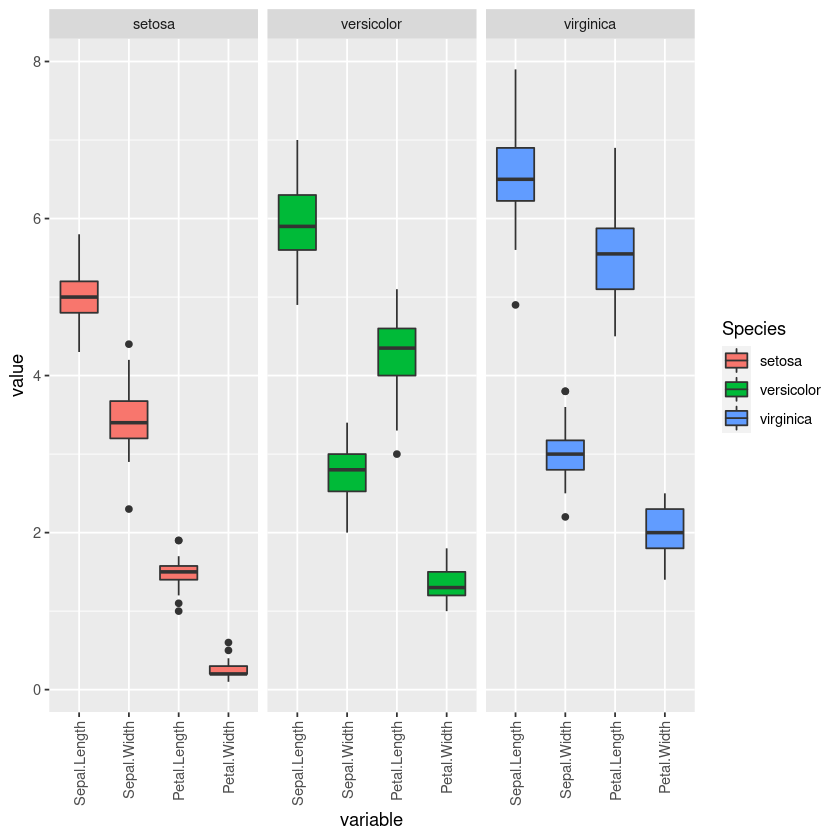 setosa
versicolor
virginica
value
8
6
4
2
0
Sepal.Length
Sepal.Width
Petal.Length
Petal.Width
Sepal.Length
Sepal.Width
Petal.Length
Petal.Width
Sepal.Length
Sepal.Width
Petal.Length
Petal.Width
variable
Species
setosa
versicolor
virginica